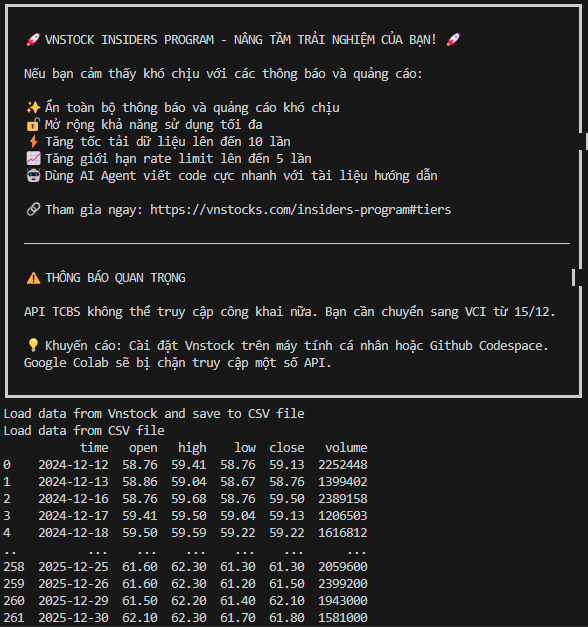 🚀 VNSTOCK INSIDERS PROGRAM - NÂNG TẦM TRẢI NGHIỆM CỦA BẠN! 🚀
Nếu bạn cảm thấy khó chịu với các thông báo và quảng cáo:
✨ Ẩn toàn bộ thông báo và quảng cáo khó chịu
🔓 Mở rộng khả năng sử dụng tối đa
⚡ Tăng tốc tải dữ liệu lên đến 10 lần
📈 Tăng giới hạn rate limit lên đến 5 lần
🤖 Dùng AI Agent viết code cực nhanh với tài liệu hướng dẫn
🔗 Tham gia ngay: https://vnstocks.com/insiders-program#tiers
⚠️ THÔNG BÁO QUAN TRỌNG
API TCBS không thể truy cập công khai nữa. Bạn cần chuyển sang VCI từ 15/12.
💡 Khuyến cáo: Cài đặt Vnstock trên máy tính cá nhân hoặc Github Codespace.
Google Colab sẽ bị chặn truy cập một số API.
Load data from Vnstock and save to CSV file
Load data from CSV file
time open high low close volume
0 2024-12-12 58.76 59.41 58.76 59.13 2252448
1 2024-12-13 58.86 59.04 58.67 58.76 1399402
2 2024-12-16 58.76 59.68 58.76 59.50 2389158
3 2024-12-17 59.41 59.50 59.04 59.13 1206503
4 2024-12-18 59.50 59.59 59.22 59.22 1616812
.. ... ... ... ... ... ...
258 2025-12-25 61.60 62.30 61.30 61.30 2059600
259 2025-12-26 61.60 62.30 61.20 61.50 2399200
260 2025-12-29 61.50 62.20 61.40 62.10 1943000
261 2025-12-30 62.10 62.30 61.70 61.80 1581000